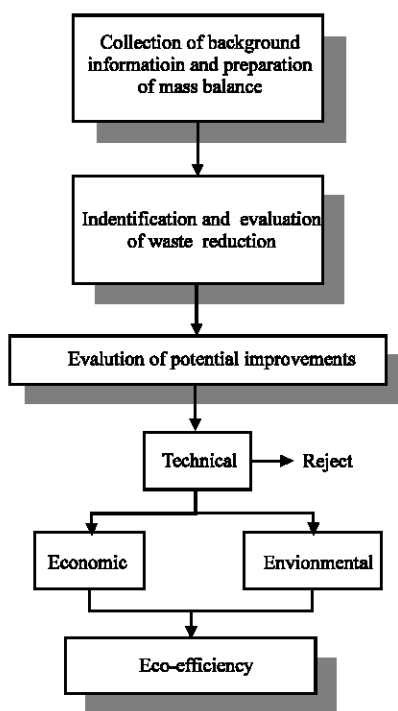 Collection of background
informatioin and preparation
of mass balance
Indentification and evaluation
of waste reduction
Evalution of potential improvements
Technical
Reject
Economic
Envionmental
Eco-efficiency